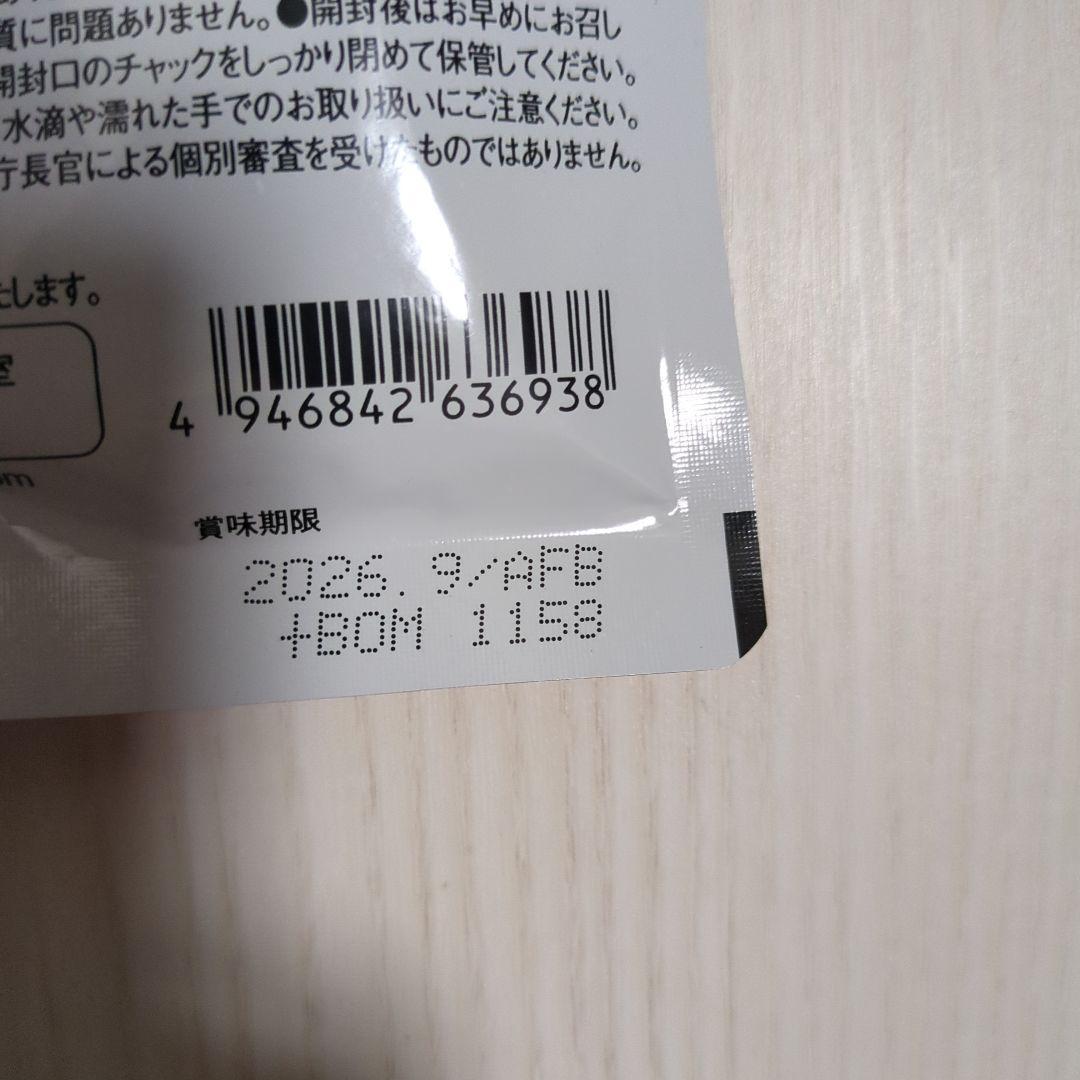 質に問題ありません。●開封後はお早めにお召し
開封口のチャックをしっかり閉めて保管してください。
水滴や濡れた手でのお取り扱いにご注意ください。
庁長官による個別審査を受けたものではありません。
たします。
室
4 946842 636938
賞味期限
2026. 9/AFB
+BOM 1158